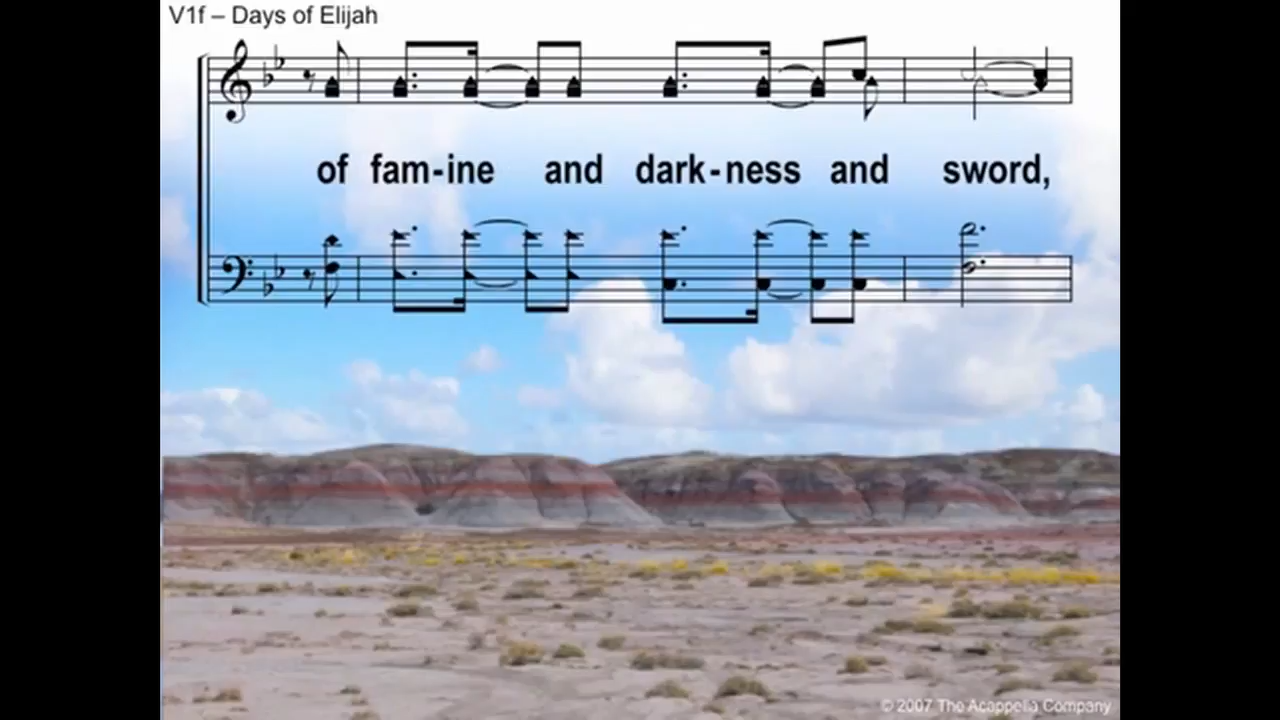 V1f – Days of Elijah
of fam-ine and dark-ness and sword,
© 2007 The Acappella Company